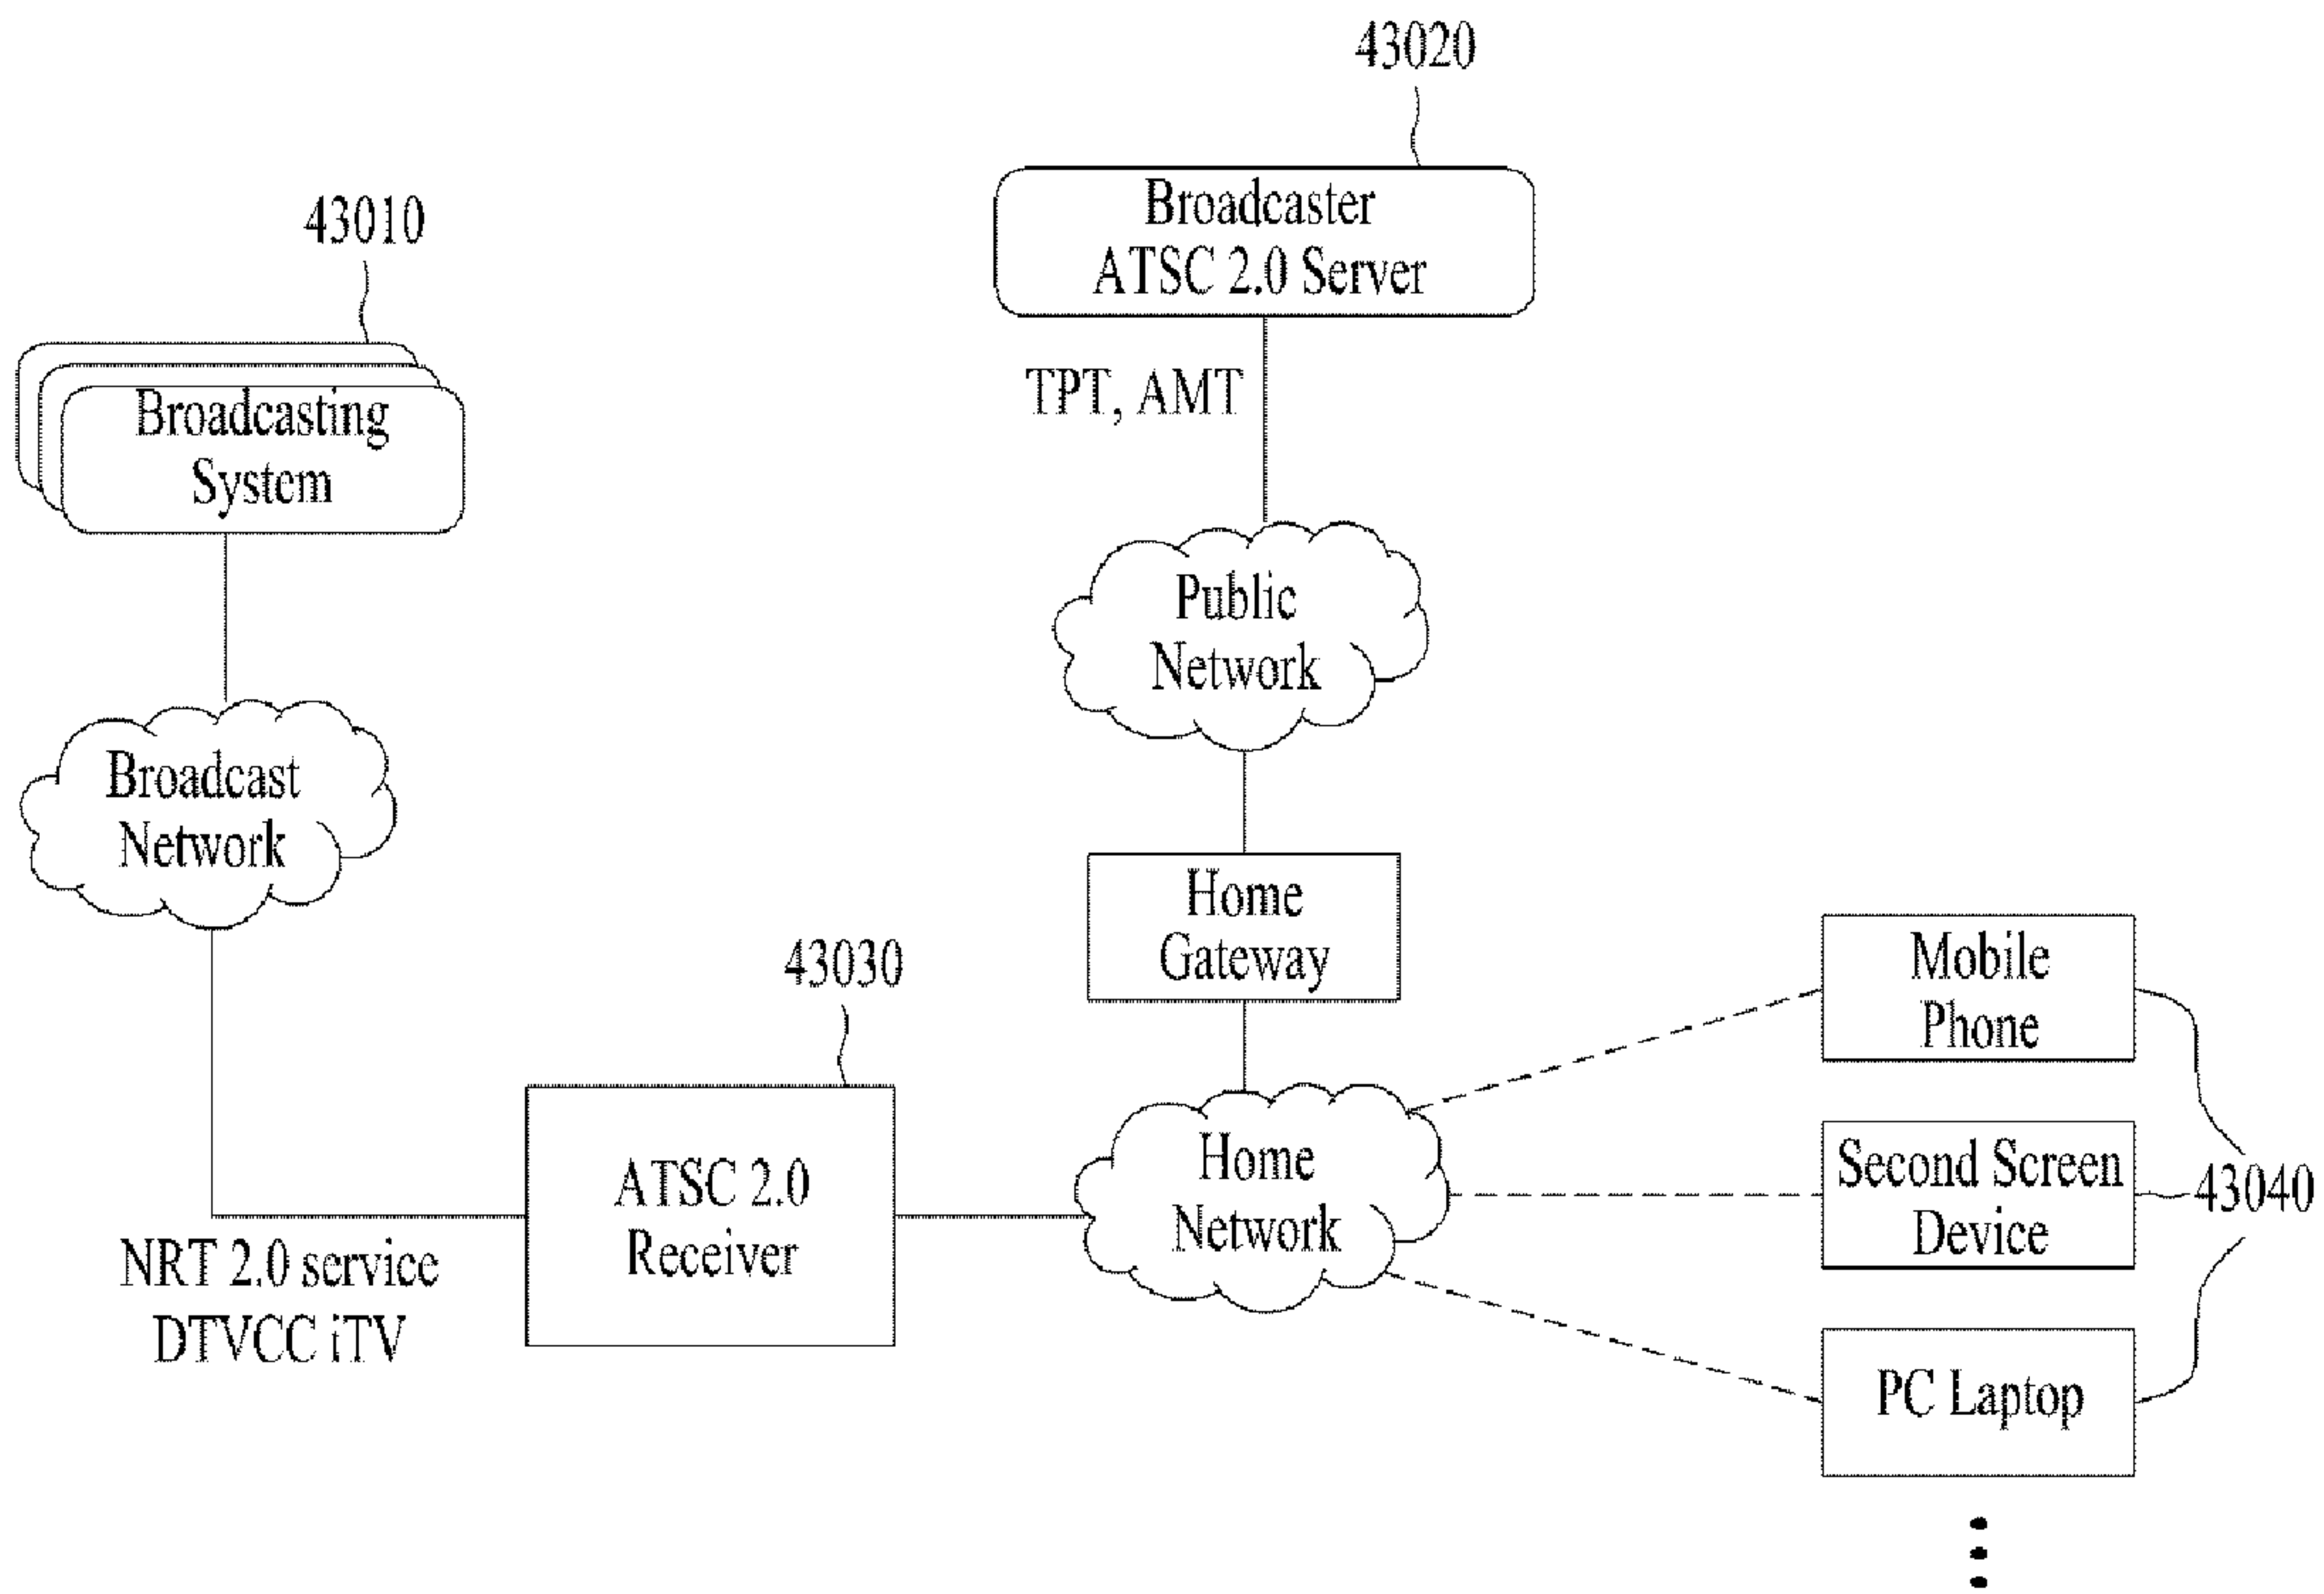 43020
Broadcaster
ATSC 2.0 Server
43010
TPT, AMT
Broadcasting
System
Public
Network
Broadcast
Network
Home
Gateway
43030
Mobile
Phone
ATSC 2.0
Receiver
Home
Network
Second Screen
Device
43040
NRT 2.0 service
DTVCC iTV
PC Laptop